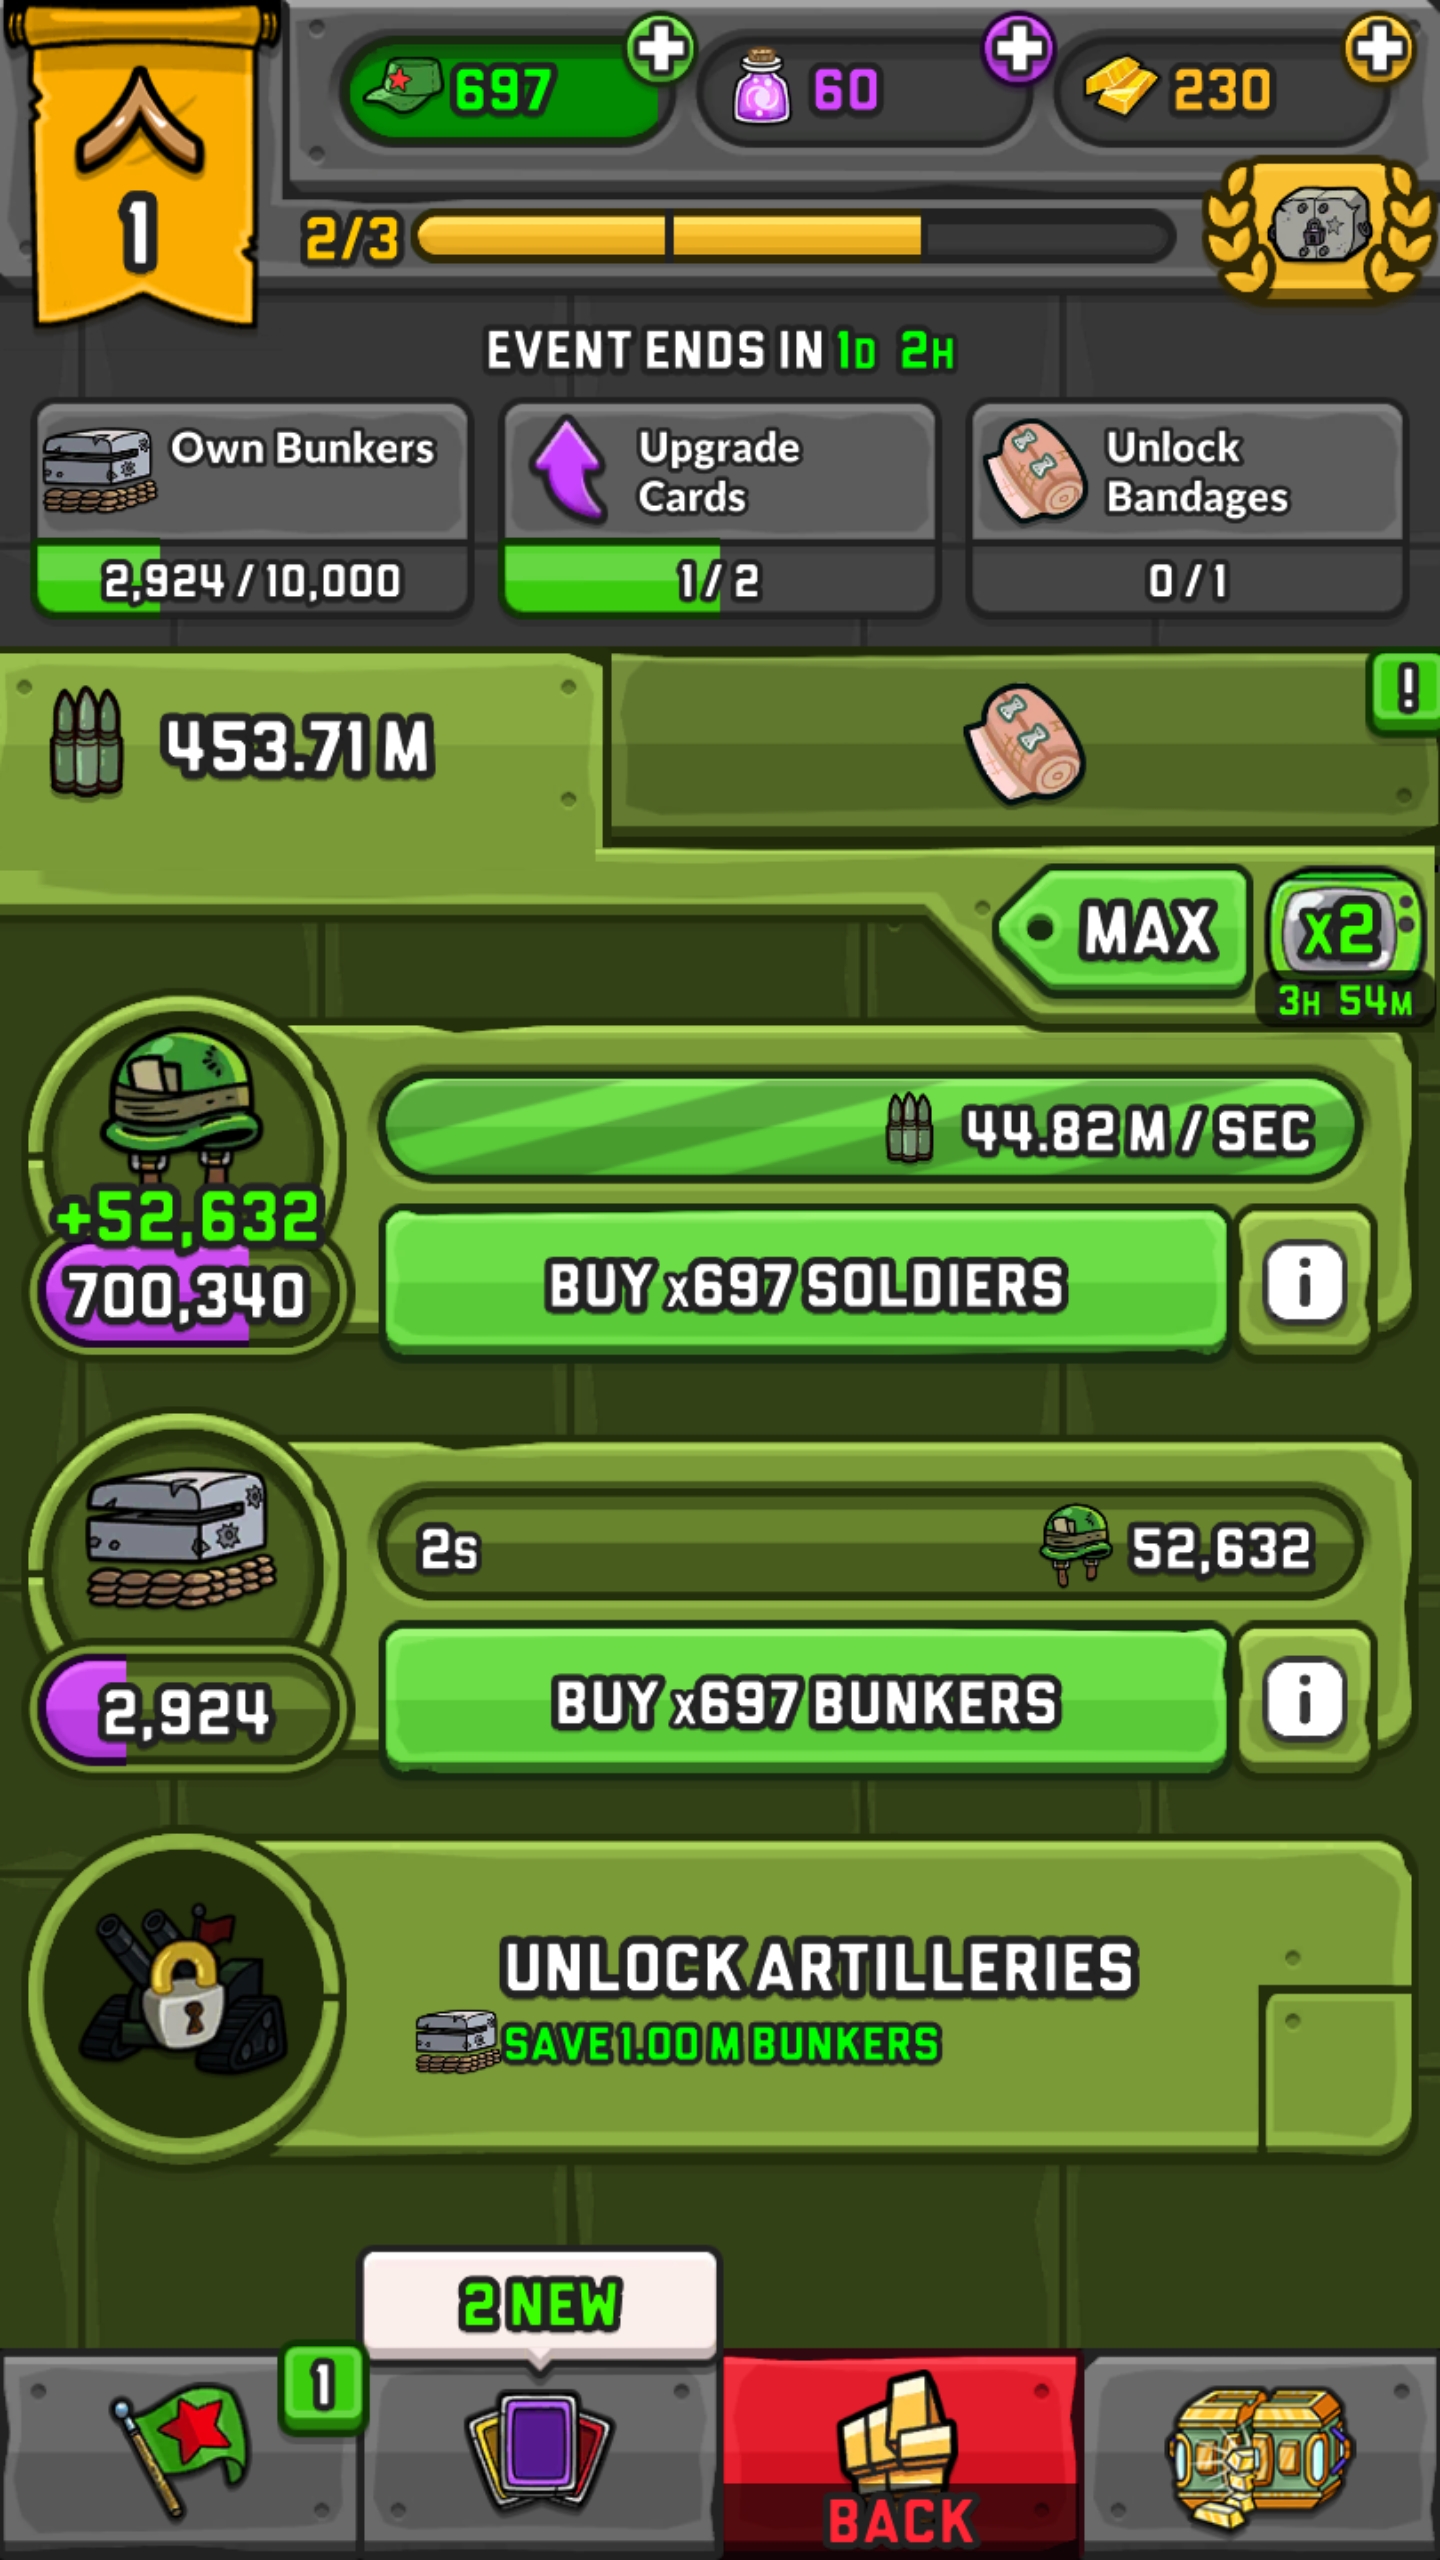 697
60
230
1
2/3
EVENT ENDS IN 1D 2H
Own Bunkers
2,924 / 10,000
Upgrade
Cards
1 / 2
Unlock
Bandages
0 / 1
453.71 M
!
MAX
x2
3H 54M
44.82 M / SEC
+52,632
700,340
BUY x697 SOLDIERS
i
2s
52,632
2,924
BUY x697 BUNKERS
i
UNLOCK ARTILLERIES
SAVE 1.00 M BUNKERS
2 NEW
1
BACK